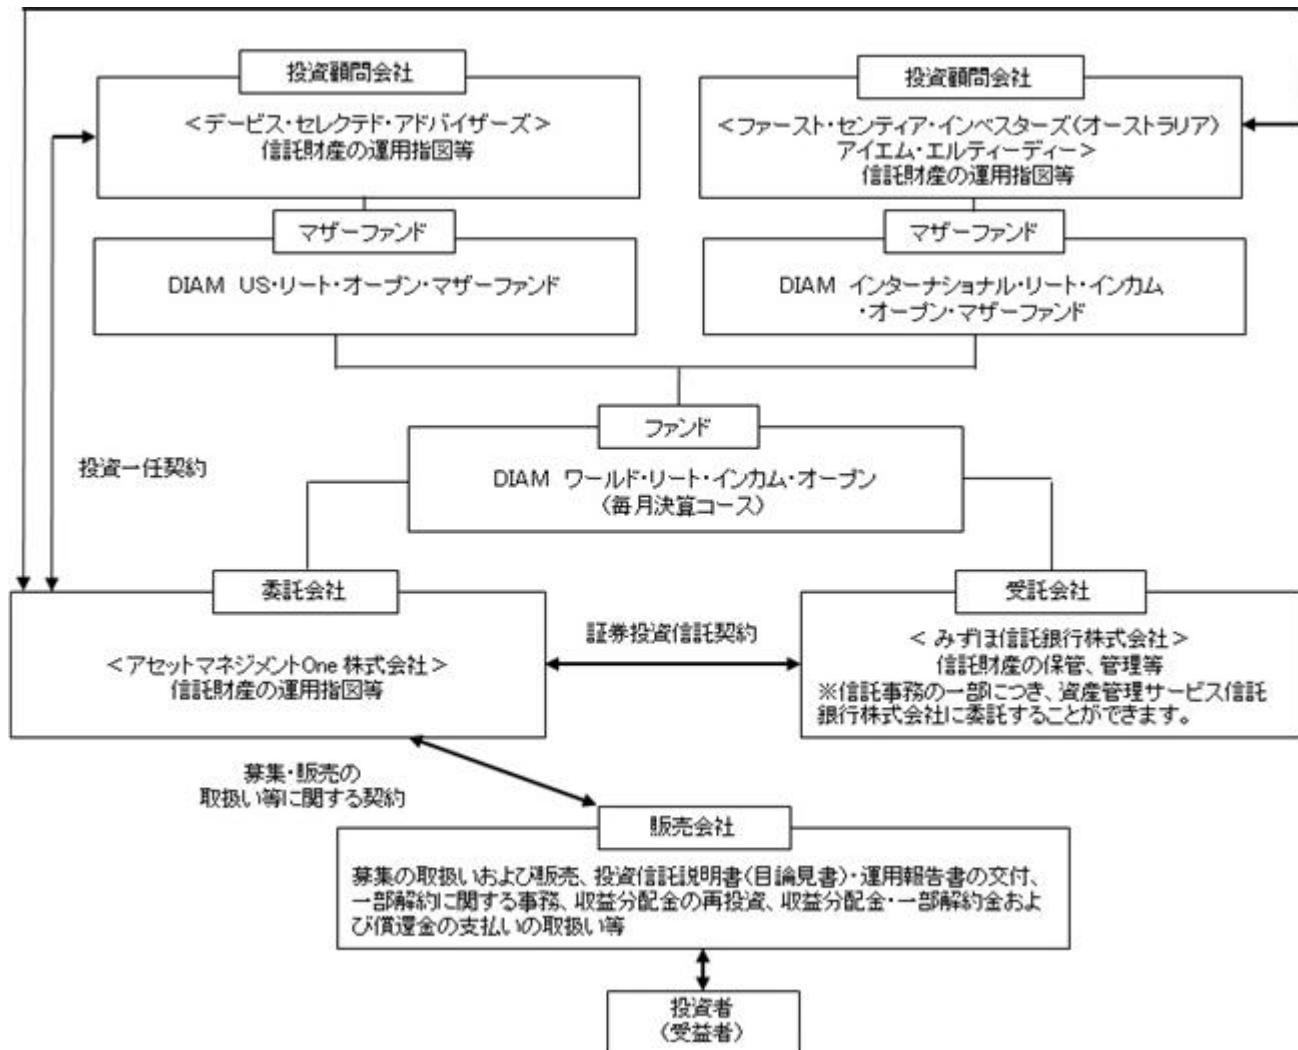 投資顧問会社
＜デービス・セレクテド・アドバイザーズ＞
信託財産の運用指図等
投資顧問会社
＜ファースト・センティア・インベスターズ（オーストラリア）
アイエム・エルティーディー＞
信託財産の運用指図等
マザーファンド
DIAM US・リート・オープン・マザーファンド
マザーファンド
DIAM インターナショナル・リート・インカム
・オープン・マザーファンド
ファンド
DIAM ワールド・リート・インカム・オープン
（毎月決算コース）
投資一任契約
委託会社
＜アセットマネジメントOne 株式会社＞
信託財産の運用指図等
証券投資信託契約
受託会社
＜みずほ信託銀行株式会社＞
信託財産の保管、管理等
※信託事務の一部につき、資産管理サービス信託
銀行株式会社に委託することができます。
募集・販売の
取扱い等に関する契約
販売会社
募集の取扱いおよび販売、投資信託説明書（目論見書）・運用報告書の交付、
一部解約に関する事務、収益分配金の再投資、収益分配金・一部解約金およ
び償還金の支払いの取扱い等
投資者
（受益者）